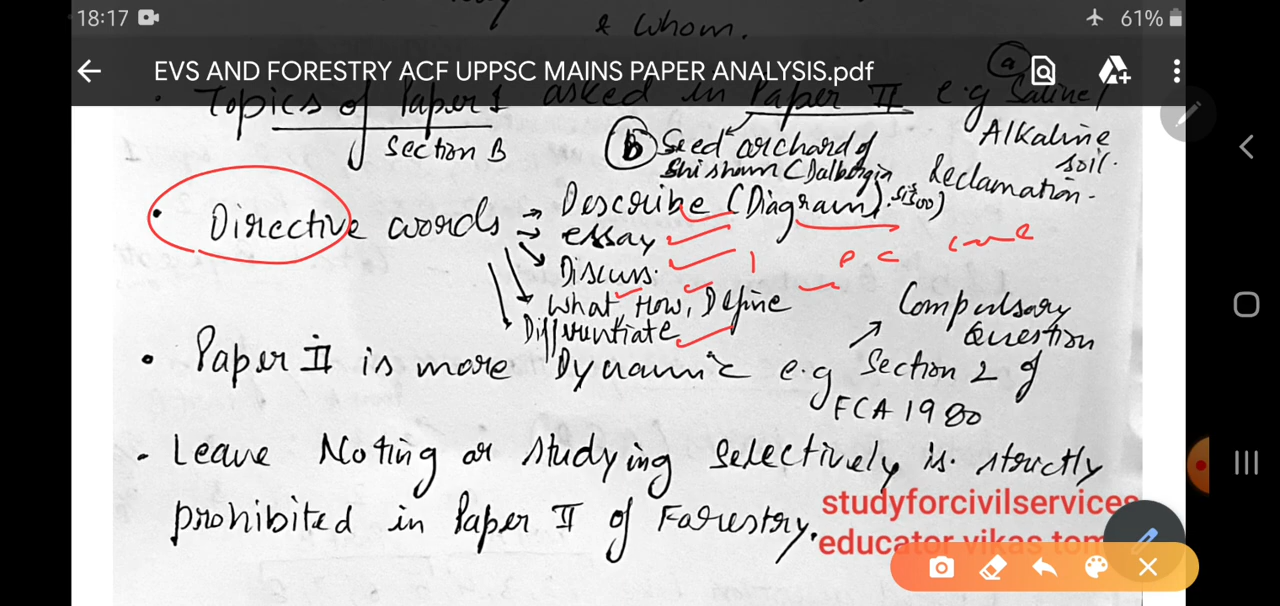 18:17
61%
& whom.
EVS AND FORESTRY ACF UPPSC MAINS PAPER ANALYSIS.pdf
(a)
• Topics of Paper I asked in Paper II e.g Saline/
Section B
(b) Seed orchard of
Alkaline
soil.
Shisham (Dalbergia
sissoo)
Reclamation.
• Directive words → Describe (Diagram).
→ essay
→ Discuss.
What How, Define
Differentiate
Compulsary
Question
• Paper II is more Dynamic e.g Section 2 of
FCA 1980
• Leave Noting or studying selectively is strictly
prohibited in Paper II of Forestry.
studyforcivilservices
educator vikas tom